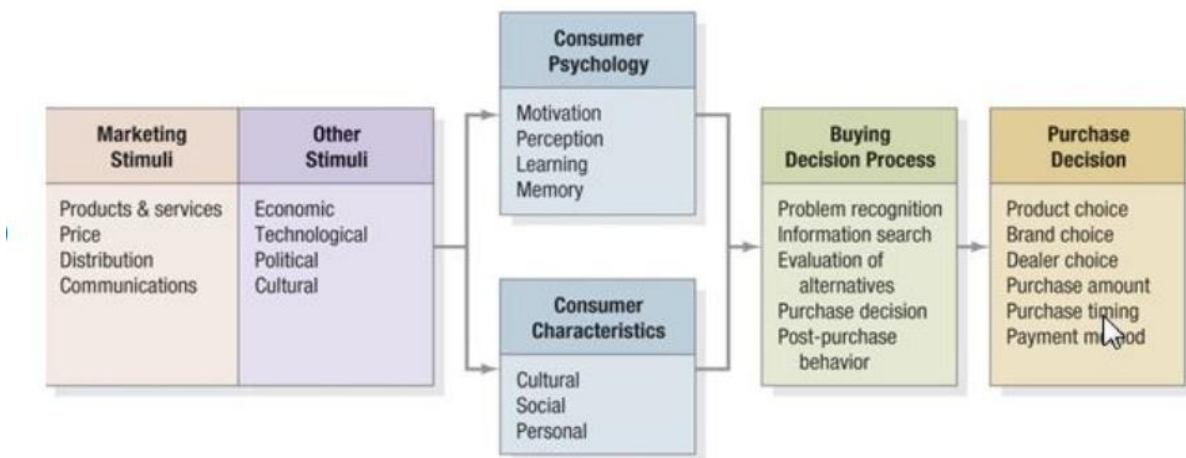 Marketing
Stimuli
Products & services
Price
Distribution
Communications
Other
Stimuli
Economic
Technological
Political
Cultural
Consumer
Psychology
Motivation
Perception
Learning
Memory
Consumer
Characteristics
Cultural
Social
Personal
Buying
Decision Process
Problem recognition
Information search
Evaluation of
alternatives
Purchase decision
Post-purchase
behavior
Purchase
Decision
Product choice
Brand choice
Dealer choice
Purchase amount
Purchase timing
Payment method